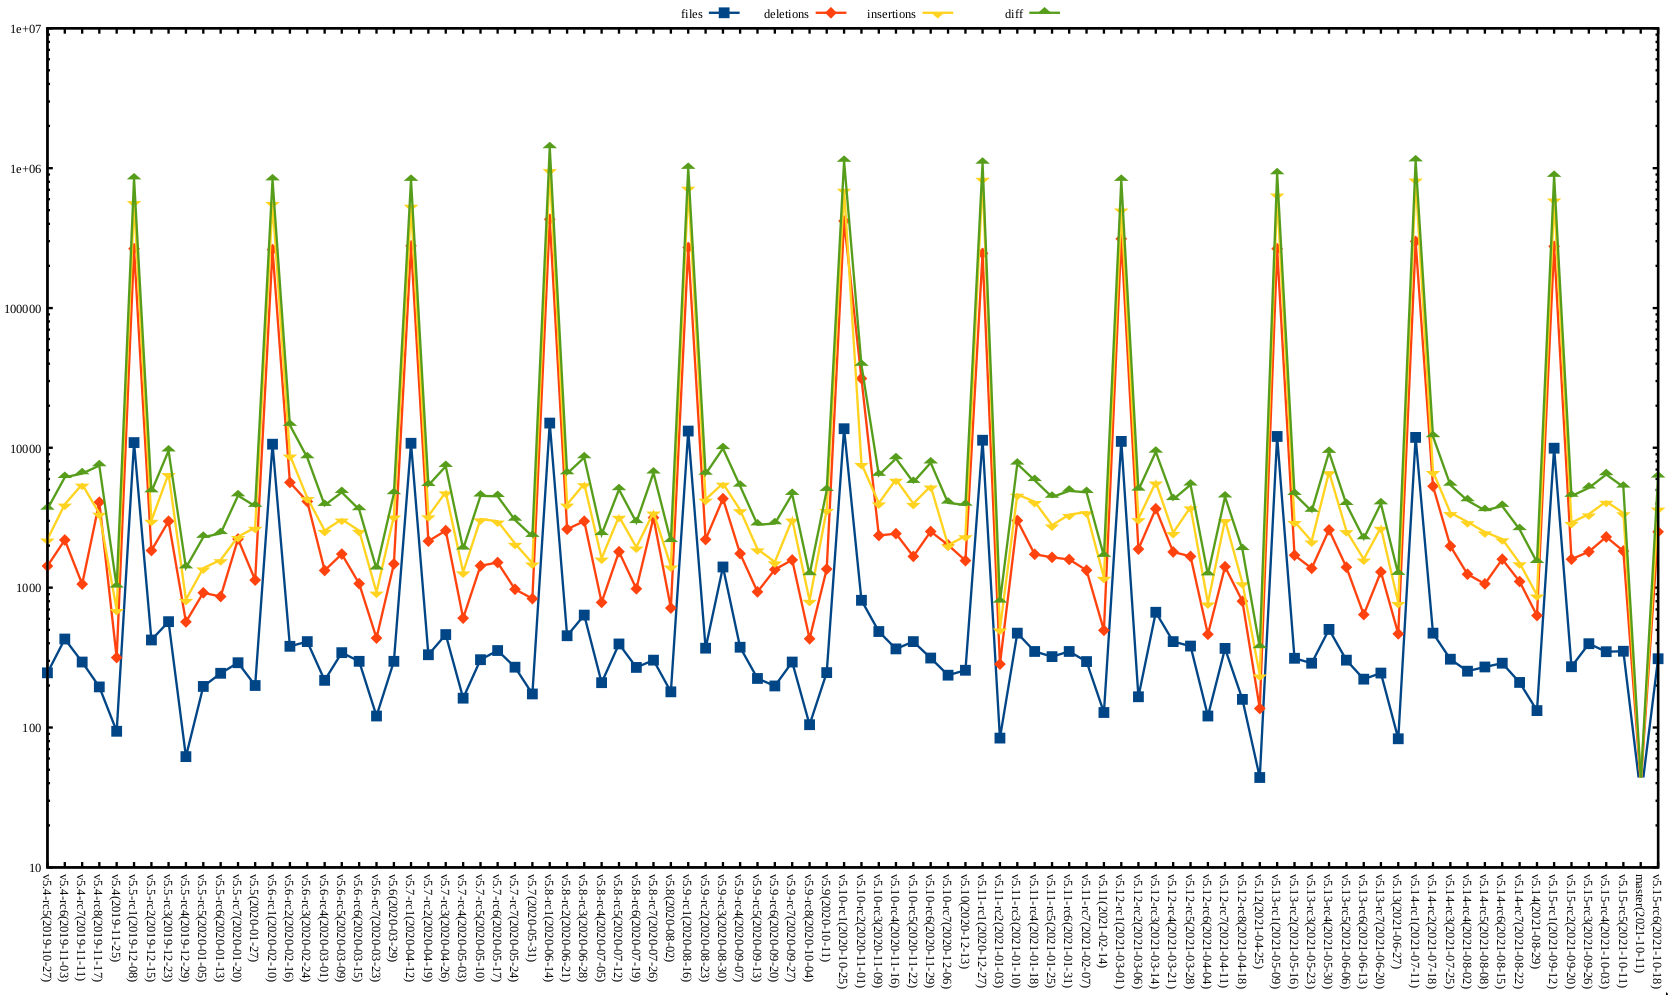 files
deletions
insertions
diff
1e+07
1e+06
100000
10000
1000
100
10
v5.4-rc5(2019-10-27)
v5.4-rc6(2019-11-03)
v5.4-rc7(2019-11-11)
v5.4-rc8(2019-11-17)
v5.4(2019-11-25)
v5.5-rc1(2019-12-08)
v5.5-rc2(2019-12-15)
v5.5-rc3(2019-12-23)
v5.5-rc4(2019-12-29)
v5.5-rc5(2020-01-05)
v5.5-rc6(2020-01-13)
v5.5-rc7(2020-01-20)
v5.5(2020-01-27)
v5.6-rc1(2020-02-10)
v5.6-rc2(2020-02-16)
v5.6-rc3(2020-02-24)
v5.6-rc4(2020-03-01)
v5.6-rc5(2020-03-09)
v5.6-rc6(2020-03-15)
v5.6-rc7(2020-03-23)
v5.6(2020-03-29)
v5.7-rc1(2020-04-12)
v5.7-rc2(2020-04-19)
v5.7-rc3(2020-04-26)
v5.7-rc4(2020-05-03)
v5.7-rc5(2020-05-10)
v5.7-rc6(2020-05-17)
v5.7-rc7(2020-05-24)
v5.7(2020-05-31)
v5.8-rc1(2020-06-14)
v5.8-rc2(2020-06-21)
v5.8-rc3(2020-06-28)
v5.8-rc4(2020-07-05)
v5.8-rc5(2020-07-12)
v5.8-rc6(2020-07-19)
v5.8-rc7(2020-07-26)
v5.8(2020-08-02)
v5.9-rc1(2020-08-16)
v5.9-rc2(2020-08-23)
v5.9-rc3(2020-08-30)
v5.9-rc4(2020-09-07)
v5.9-rc5(2020-09-13)
v5.9-rc6(2020-09-20)
v5.9-rc7(2020-09-27)
v5.9-rc8(2020-10-04)
v5.9(2020-10-11)
v5.10-rc1(2020-10-25)
v5.10-rc2(2020-11-01)
v5.10-rc3(2020-11-09)
v5.10-rc4(2020-11-16)
v5.10-rc5(2020-11-22)
v5.10-rc6(2020-11-29)
v5.10-rc7(2020-12-06)
v5.10(2020-12-13)
v5.11-rc1(2020-12-27)
v5.11-rc2(2021-01-03)
v5.11-rc3(2021-01-10)
v5.11-rc4(2021-01-18)
v5.11-rc5(2021-01-25)
v5.11-rc6(2021-01-31)
v5.11-rc7(2021-02-07)
v5.11(2021-02-14)
v5.12-rc1(2021-03-01)
v5.12-rc2(2021-03-06)
v5.12-rc3(2021-03-14)
v5.12-rc4(2021-03-21)
v5.12-rc5(2021-03-28)
v5.12-rc6(2021-04-04)
v5.12-rc7(2021-04-11)
v5.12-rc8(2021-04-18)
v5.12(2021-04-25)
v5.13-rc1(2021-05-09)
v5.13-rc2(2021-05-16)
v5.13-rc3(2021-05-23)
v5.13-rc4(2021-05-30)
v5.13-rc5(2021-06-06)
v5.13-rc6(2021-06-13)
v5.13-rc7(2021-06-20)
v5.13(2021-06-27)
v5.14-rc1(2021-07-11)
v5.14-rc2(2021-07-18)
v5.14-rc3(2021-07-25)
v5.14-rc4(2021-08-02)
v5.14-rc5(2021-08-08)
v5.14-rc6(2021-08-15)
v5.14-rc7(2021-08-22)
v5.14(2021-08-29)
v5.15-rc1(2021-09-12)
v5.15-rc2(2021-09-20)
v5.15-rc3(2021-09-26)
v5.15-rc4(2021-10-03)
v5.15-rc5(2021-10-11)
master(2021-10-11)
v5.15-rc6(2021-10-18)